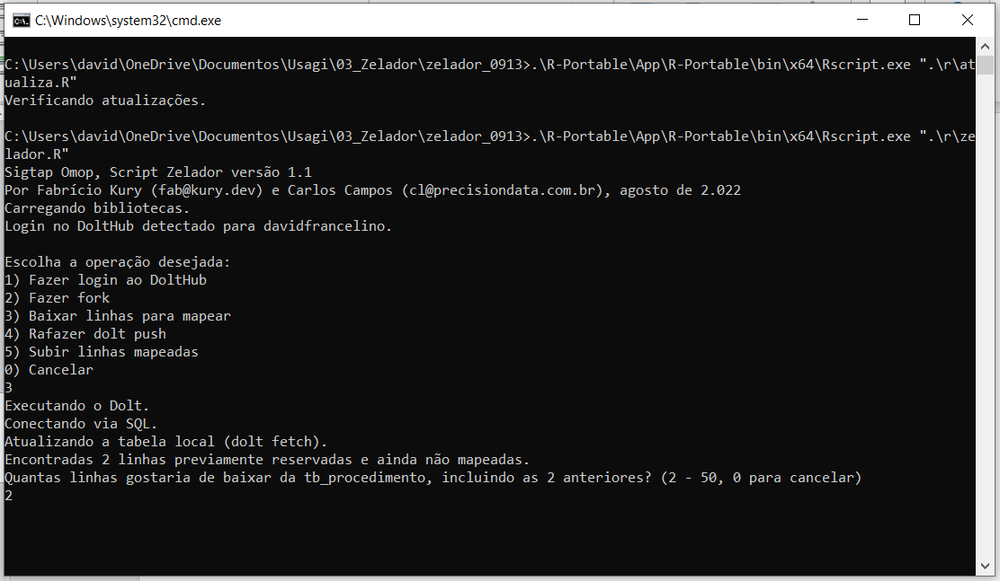 C:\Windows\system32\cmd.exe
C:\Users\david\OneDrive\Documentos\Usagi\03_Zelador\zelador_0913>.\R-Portable\App\R-Portable\bin\x64\Rscript.exe ".\r\at
ualiza.R"
Verificando atualizações.
C:\Users\david\OneDrive\Documentos\Usagi\03_Zelador\zelador_0913>.\R-Portable\App\R-Portable\bin\x64\Rscript.exe ".\r\ze
lador.R"
Sigtap Omop, Script Zelador versão 1.1
Por Fabrício Kury (fab@kury.dev) e Carlos Campos (cl@precisiondata.com.br), agosto de 2.022
Carregando bibliotecas.
Login no DoltHub detectado para davidfrancelino.
Escolha a operação desejada:
1) Fazer login ao DoltHub
2) Fazer fork
3) Baixar linhas para mapear
4) Rafazer dolt push
5) Subir linhas mapeadas
0) Cancelar
3
Executando o Dolt.
Conectando via SQL.
Atualizando a tabela local (dolt fetch).
Encontradas 2 linhas previamente reservadas e ainda não mapeadas.
Quantas linhas gostaria de baixar da tb_procedimento, incluindo as 2 anteriores? (2 - 50, 0 para cancelar)
2